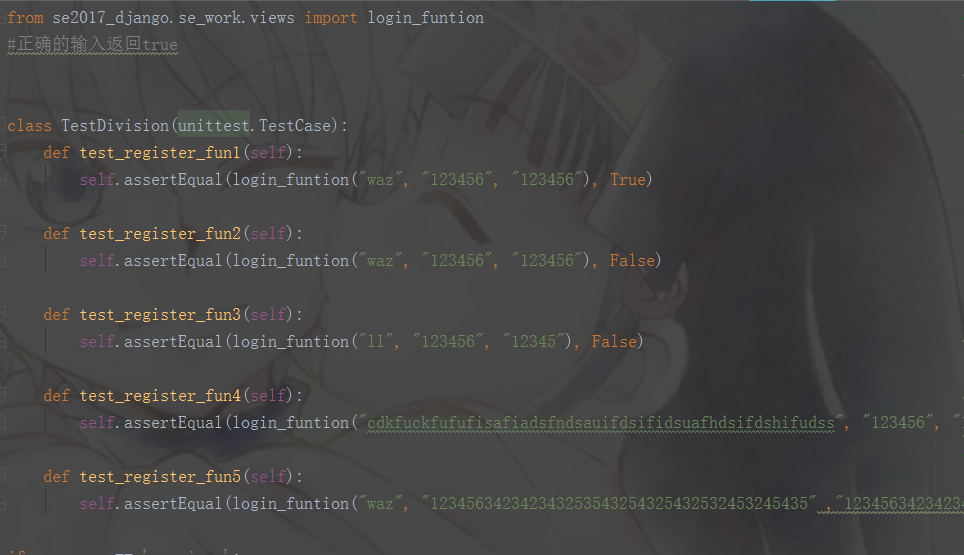 from se2017_django.se_work.views import login_funtion
#正确的输入返回true
class TestDivision(unittest.TestCase):
def test_register_fun1(self):
self.assertEqual(login_funtion("waz", "123456", "123456"), True)
def test_register_fun2(self):
self.assertEqual(login_funtion("waz", "123456", "123456"), False)
def test_register_fun3(self):
self.assertEqual(login_funtion("ll", "123456", "12345"), False)
def test_register_fun4(self):
self.assertEqual(login_funtion("cdkfuckfufufisafiadsfndsauifdsifidsuafhdsifdshifudss", "123456", "
def test_register_fun5(self):
self.assertEqual(login_funtion("waz", "12345634234234325354325432543253245324​5435" ,"1234563423423